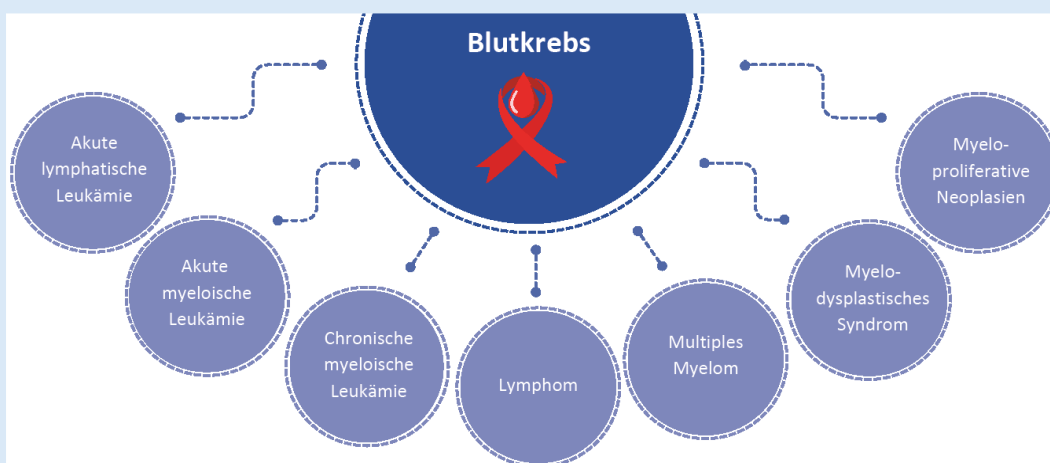 Blutkrebs
Akute
lymphatische
Leukämie
Akute
myeloische
Leukämie
Chronische
myeloische
Leukämie
Lymphom
Multiples
Myelom
Myelo-
dysplastisches
Syndrom
Myelo-
proliferative
Neoplasien